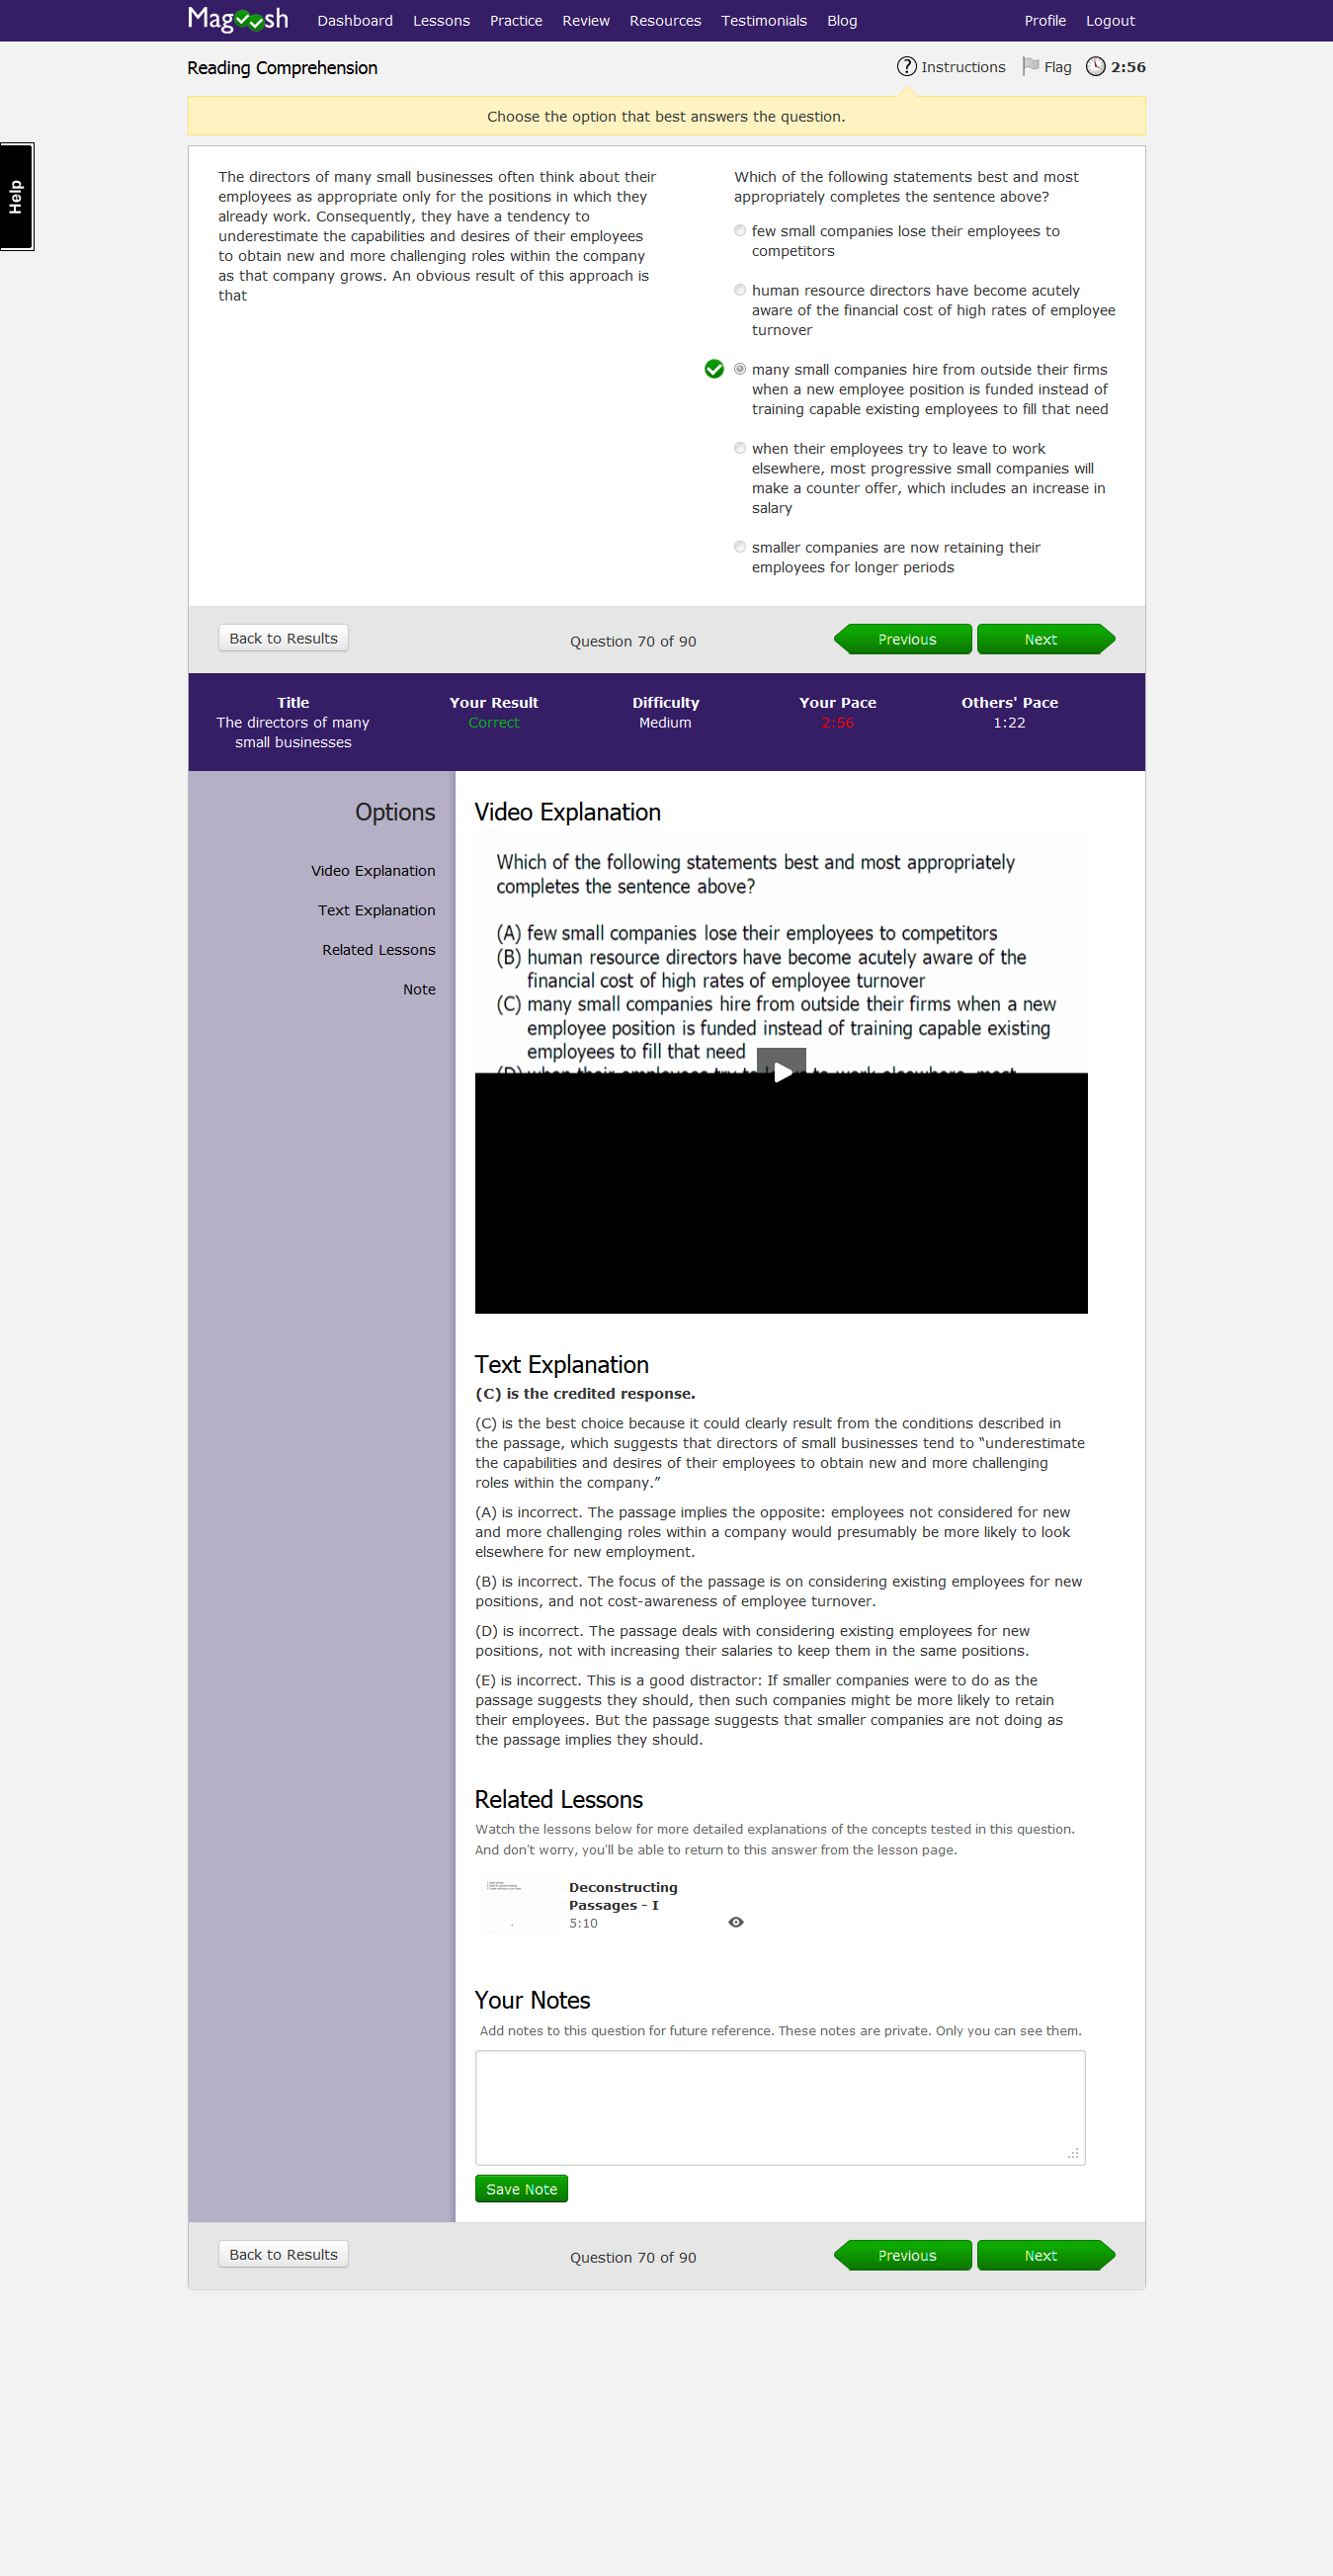 Magoosh
Dashboard Lessons Practice Review Resources Testimonials Blog Profile Logout
Reading Comprehension
Instructions Flag 2:56
Choose the option that best answers the question.
Help
The directors of many small businesses often think about their
employees as appropriate only for the positions in which they
already work. Consequently, they have a tendency to
underestimate the capabilities and desires of their employees
to obtain new and more challenging roles within the company
as that company grows. An obvious result of this approach is
that
Which of the following statements best and most
appropriately completes the sentence above?
few small companies lose their employees to
competitors
human resource directors have become acutely
aware of the financial cost of high rates of employee
turnover
many small companies hire from outside their firms
when a new employee position is funded instead of
training capable existing employees to fill that need
when their employees try to leave to work
elsewhere, most progressive small companies will
make a counter offer, which includes an increase in
salary
smaller companies are now retaining their
employees for longer periods
Back to Results Question 70 of 90 Previous Next
Title Your Result Difficulty Your Pace Others' Pace
The directors of many Correct Medium 2:56 1:22
small businesses
Options
Video Explanation
Text Explanation
Related Lessons
Note
Video Explanation
Which of the following statements best and most appropriately
completes the sentence above?
(A) few small companies lose their employees to competitors
(B) human resource directors have become acutely aware of the
financial cost of high rates of employee turnover
(C) many small companies hire from outside their firms when a new
employee position is funded instead of training capable existing
employees to fill that need
Text Explanation
(C) is the credited response.
(C) is the best choice because it could clearly result from the conditions described in
the passage, which suggests that directors of small businesses tend to “underestimate
the capabilities and desires of their employees to obtain new and more challenging
roles within the company.”
(A) is incorrect. The passage implies the opposite: employees not considered for new
and more challenging roles within a company would presumably be more likely to look
elsewhere for new employment.
(B) is incorrect. The focus of the passage is on considering existing employees for new
positions, and not cost-awareness of employee turnover.
(D) is incorrect. The passage deals with considering existing employees for new
positions, not with increasing their salaries to keep them in the same positions.
(E) is incorrect. This is a good distractor: If smaller companies were to do as the
passage suggests they should, then such companies might be more likely to retain
their employees. But the passage suggests that smaller companies are not doing as
the passage implies they should.
Related Lessons
Watch the lessons below for more detailed explanations of the concepts tested in this question.
And don't worry, you'll be able to return to this answer from the lesson page.
Deconstructing
Passages - I
5:10
Your Notes
Add notes to this question for future reference. These notes are private. Only you can see them.
Save Note
Back to Results Question 70 of 90 Previous Next